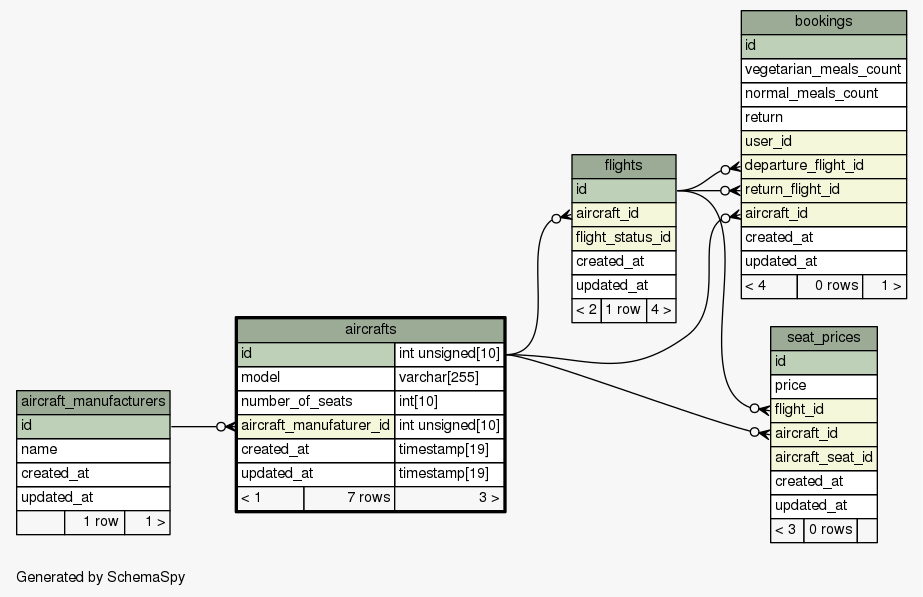 bookings
id
vegetarian_meals_count
normal_meals_count
return
user_id
departure_flight_id
return_flight_id
aircraft_id
created_at
updated_at
< 4 0 rows 1 >
flights
id
aircraft_id
flight_status_id
created_at
updated_at
< 2 1 row 4 >
aircrafts
id int unsigned[10]
model varchar[255]
number_of_seats int[10]
aircraft_manufaturer_id int unsigned[10]
created_at timestamp[19]
updated_at timestamp[19]
< 1 7 rows 3 >
seat_prices
id
price
flight_id
aircraft_id
aircraft_seat_id
created_at
updated_at
< 3 0 rows
aircraft_manufacturers
id
name
created_at
updated_at
1 row 1 >
Generated by SchemaSpy